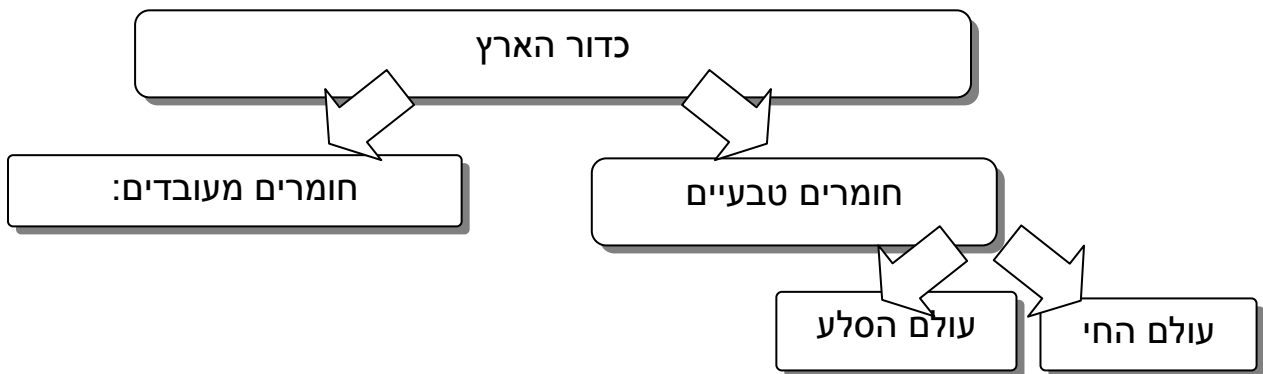 כדור הארץ
חומרים טבעיים
חומרים מעובדים:
עולם החי
עולם הסלע